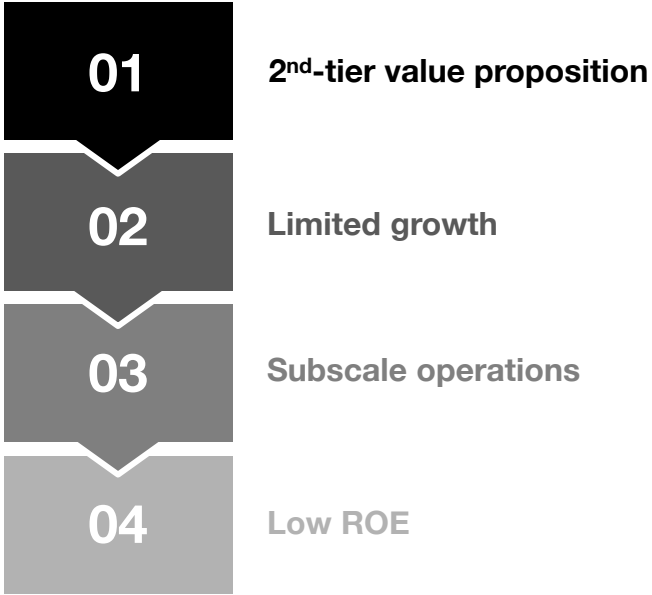 01
2nd-tier value proposition
02
Limited growth
03
Subscale operations
04
Low ROE